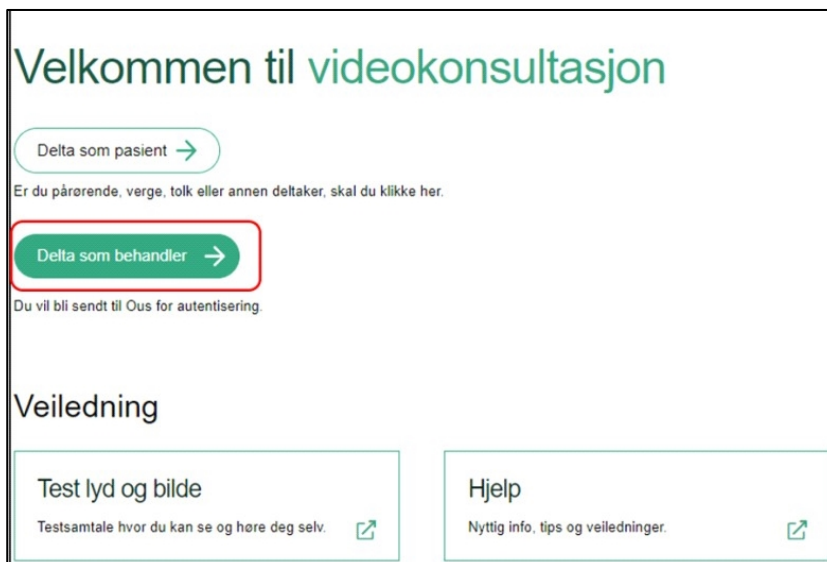 Velkommen til videokonsultasjon
Delta som pasient
Er du pårørende, verge, tolk eller annen deltaker, skal du klikke her.
Delta som behandler
Du vil bli sendt til Ous for autentisering.
Veiledning
Test lyd og bilde
Testsamtale hvor du kan se og høre deg selv.
Hjelp
Nyttig info, tips og veiledninger.